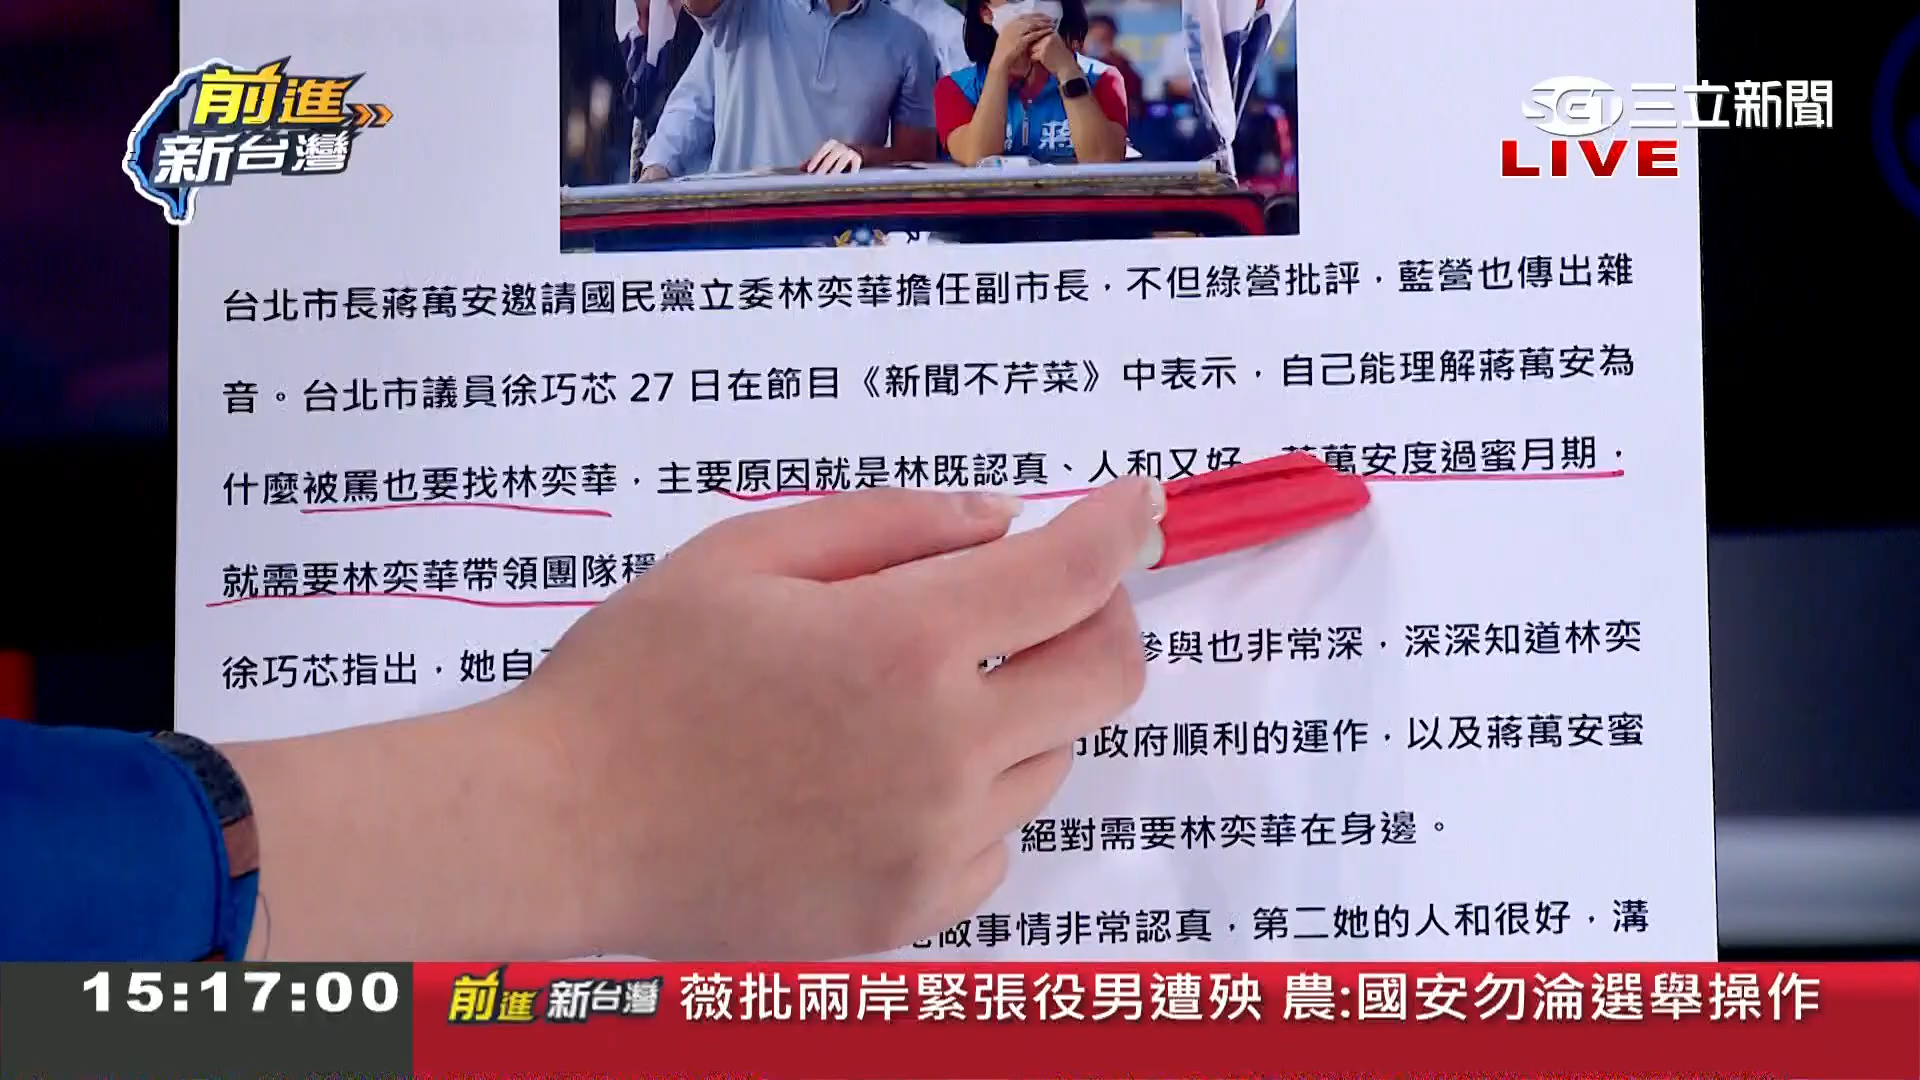 前進
新台灣
SET三立新聞
LIVE
蔣
台北市長蔣萬安邀請國民黨立委林奕華擔任副市長，不但綠營批評，藍營也傳出雜
音。台北市議員徐巧芯 27 日在節目《新聞不芹菜》中表示，自己能理解蔣萬安為
什麼被罵也要找林奕華，主要原因就是林既認真、人和又好 萬安度過蜜月期，
就需要林奕華帶領團隊穩
徐巧芯指出，她自 參與也非常深，深深知道林奕
市政府順利的運作，以及蔣萬安蜜
絕對需要林奕華在身邊。
做事情非常認真，第二她的人和很好，溝
15:17:00 前進新台灣 薇批兩岸緊張役男遭殃 農:國安勿淪選舉操作